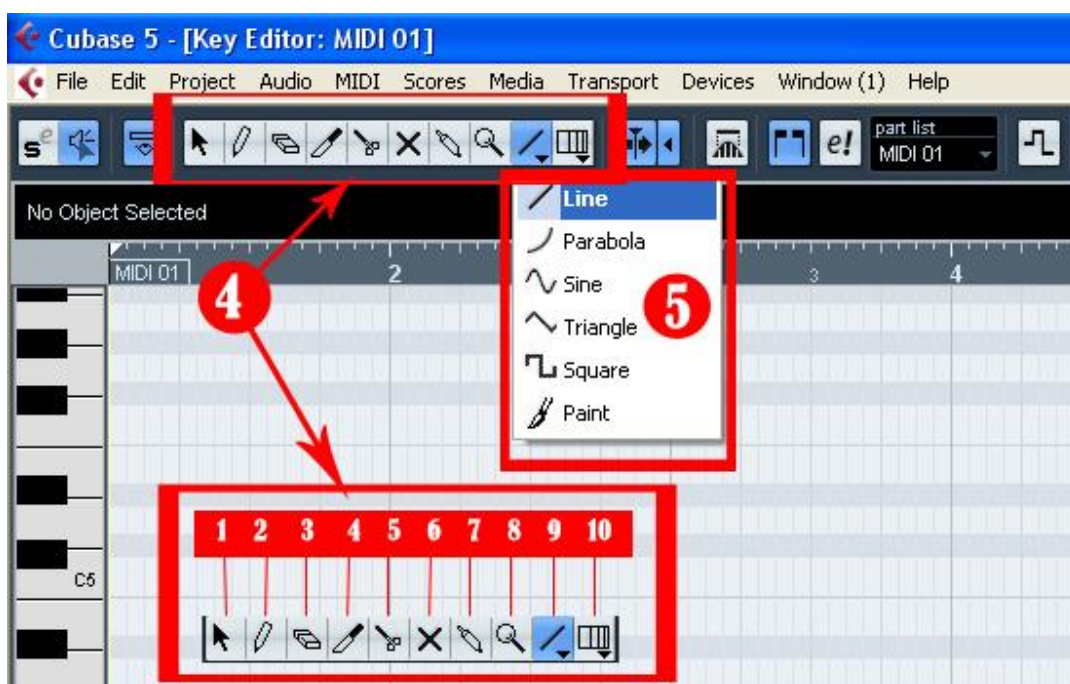 Cubase 5 - [Key Editor: MIDI 01]
File Edit Project Audio MIDI Scores Media Transport Devices Window (1) Help
s e e! part list
MIDI 01
No Object Selected
Line
Parabola
Sine
Triangle
Square
Paint
MIDI 01 2 3 4
4
5
1 2 3 4 5 6 7 8 9 10
C5